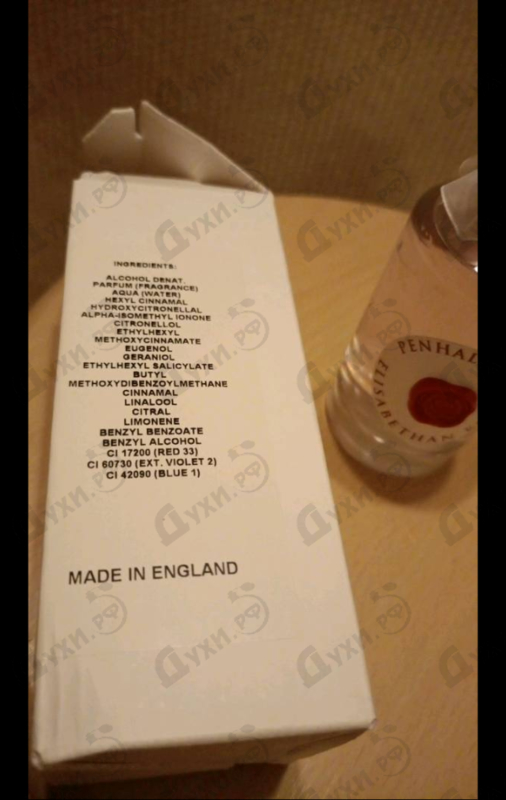 INGREDIENTS:
ALCOHOL DENAT.
PARFUM (FRAGRANCE)
AQUA (WATER)
HEXYL CINNAMAL
HYDROXYCITRONELLAL
ALPHA-ISOMETHYL IONONE
CITRONELLOL
ETHYLHEXYL
METHOXYCINNAMATE
EUGENOL
GERANIOL
ETHYLHEXYL SALICYLATE
BUTYL
METHOXYDIBENZOYLMETHANE
CINNAMAL
LINALOOL
CITRAL
LIMONENE
BENZYL BENZOATE
BENZYL ALCOHOL
CI 17200 (RED 33)
CI 60730 (EXT. VIOLET 2)
CI 42090 (BLUE 1)
MADE IN ENGLAND
PENHAL
ELISABETHAN
Духи.рф